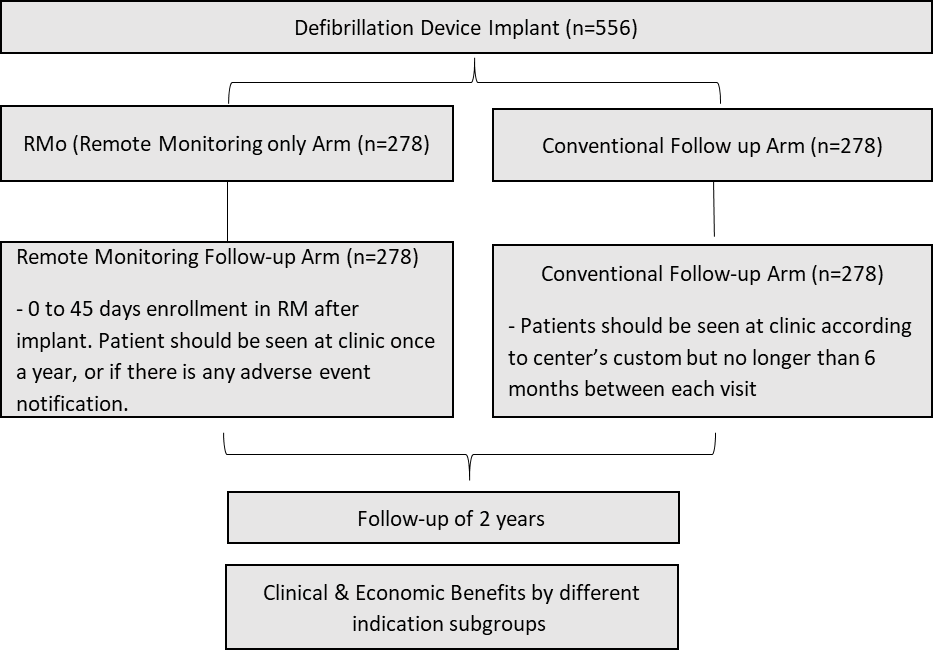 Defibrillation Device Implant (n=556)
RMo (Remote Monitoring only Arm (n=278)
Conventional Follow up Arm (n=278)
Remote Monitoring Follow-up Arm (n=278)
- 0 to 45 days enrollment in RM after
implant. Patient should be seen at clinic once
a year, or if there is any adverse event
notification.
Conventional Follow-up Arm (n=278)
- Patients should be seen at clinic according
to center’s custom but no longer than 6
months between each visit
Follow-up of 2 years
Clinical & Economic Benefits by different
indication subgroups